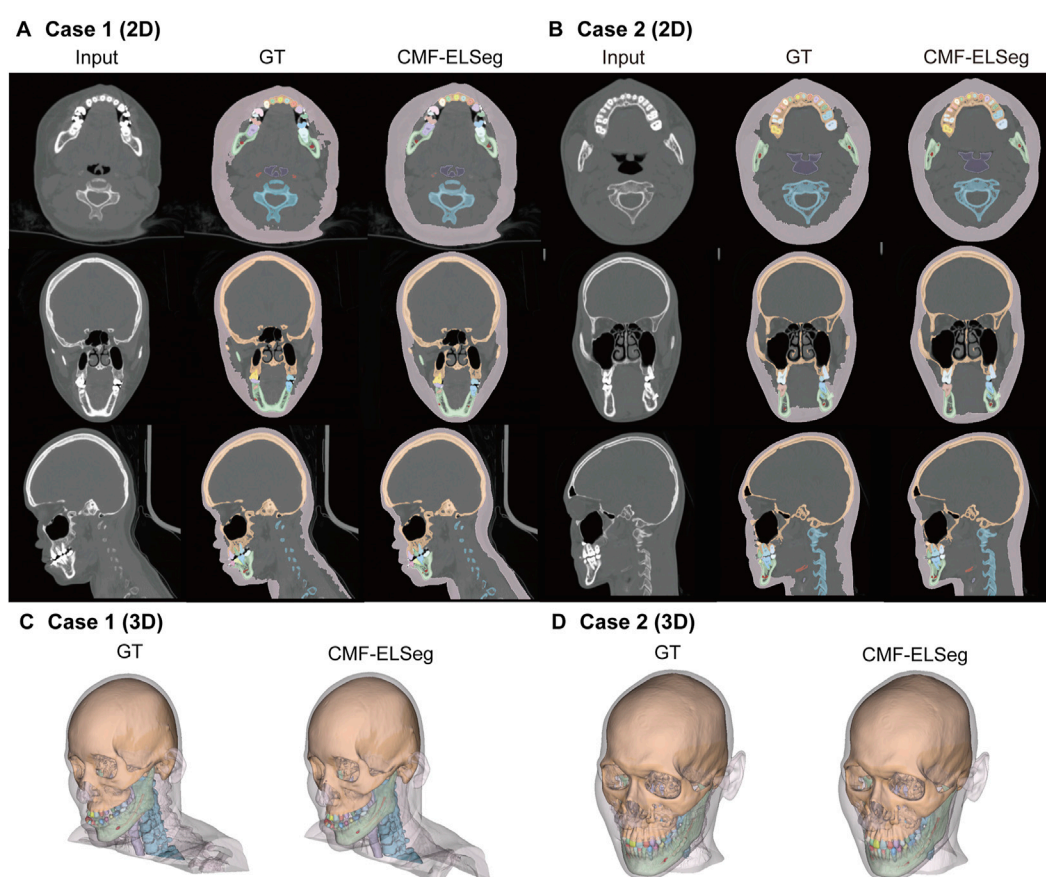 A Case 1 (2D)
Input GT CMF-ELSeg
B Case 2 (2D)
Input GT CMF-ELSeg
C Case 1 (3D)
GT CMF-ELSeg
D Case 2 (3D)
GT CMF-ELSeg